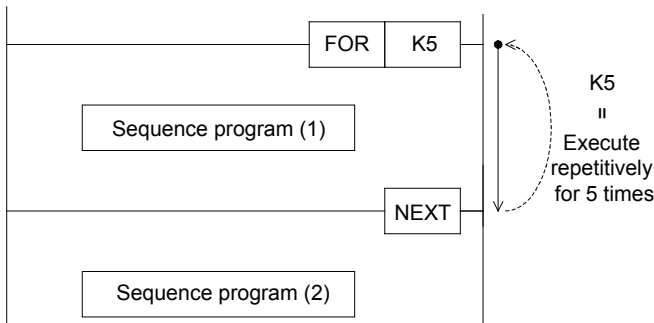 FOR K5
K5
=
Execute
repetitively
for 5 times
Sequence program (1)
NEXT
Sequence program (2)